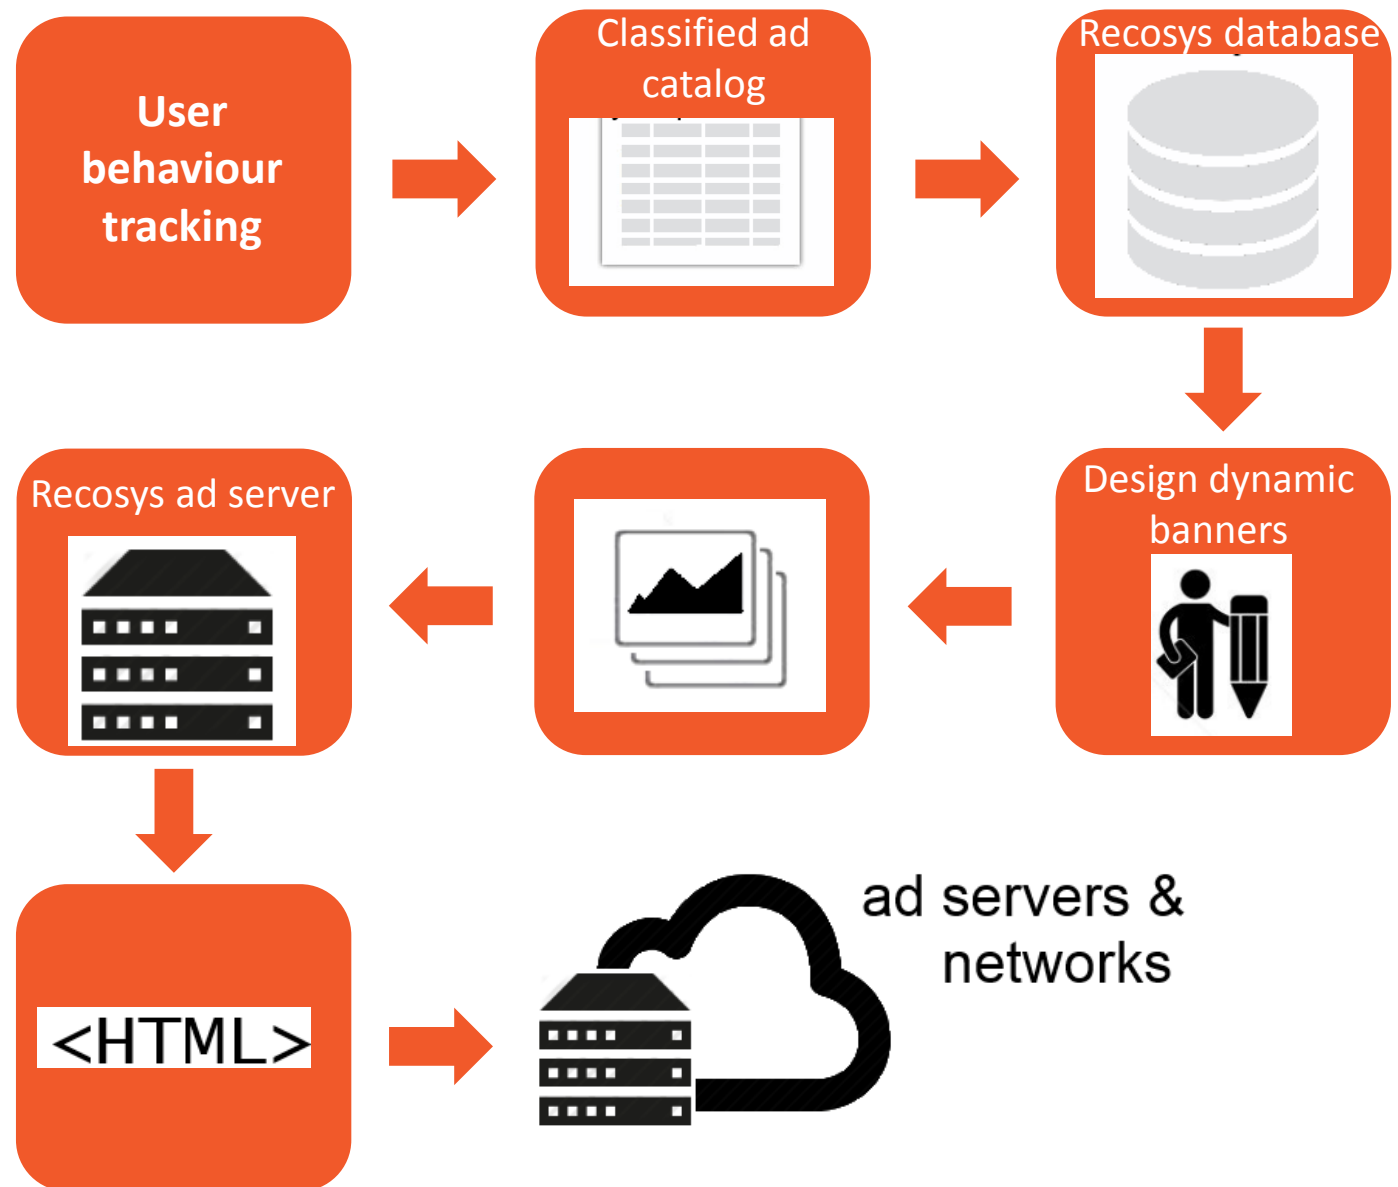 User
behaviour
tracking
Classified ad
catalog
Recosys database
Design dynamic
banners
Recosys ad server
<HTML>
ad servers &
networks